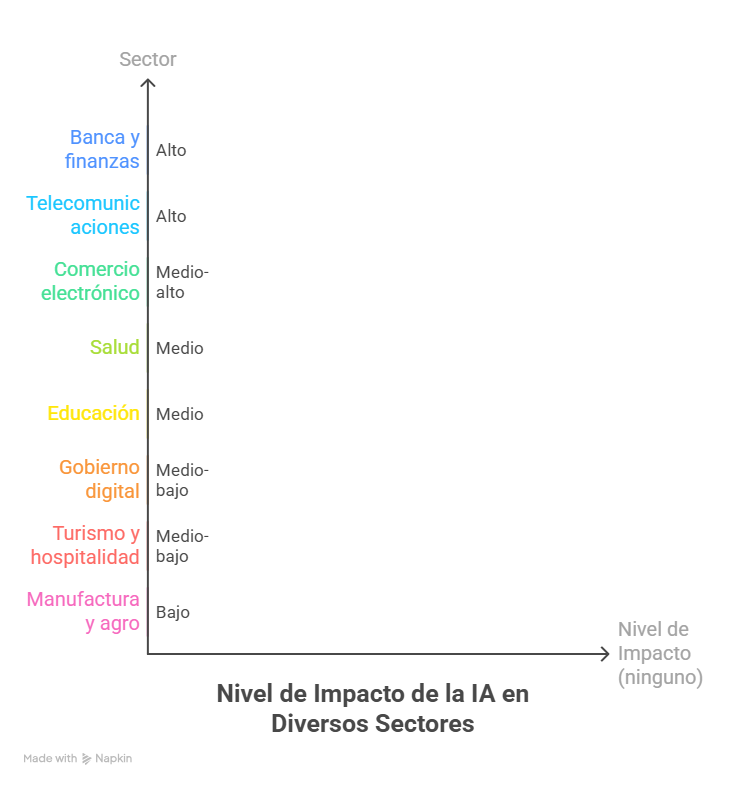 Sector
Banca y
finanzas
Alto
Telecomunic
aciones
Alto
Comercio
electrónico
Medio-
alto
Salud
Medio
Educación
Medio
Gobierno
digital
Medio-
bajo
Turismo y
hospitalidad
Medio-
bajo
Manufactura
y agro
Bajo
Nivel de
Impacto
(ninguno)
Nivel de Impacto de la IA en
Diversos Sectores
Made with Napkin